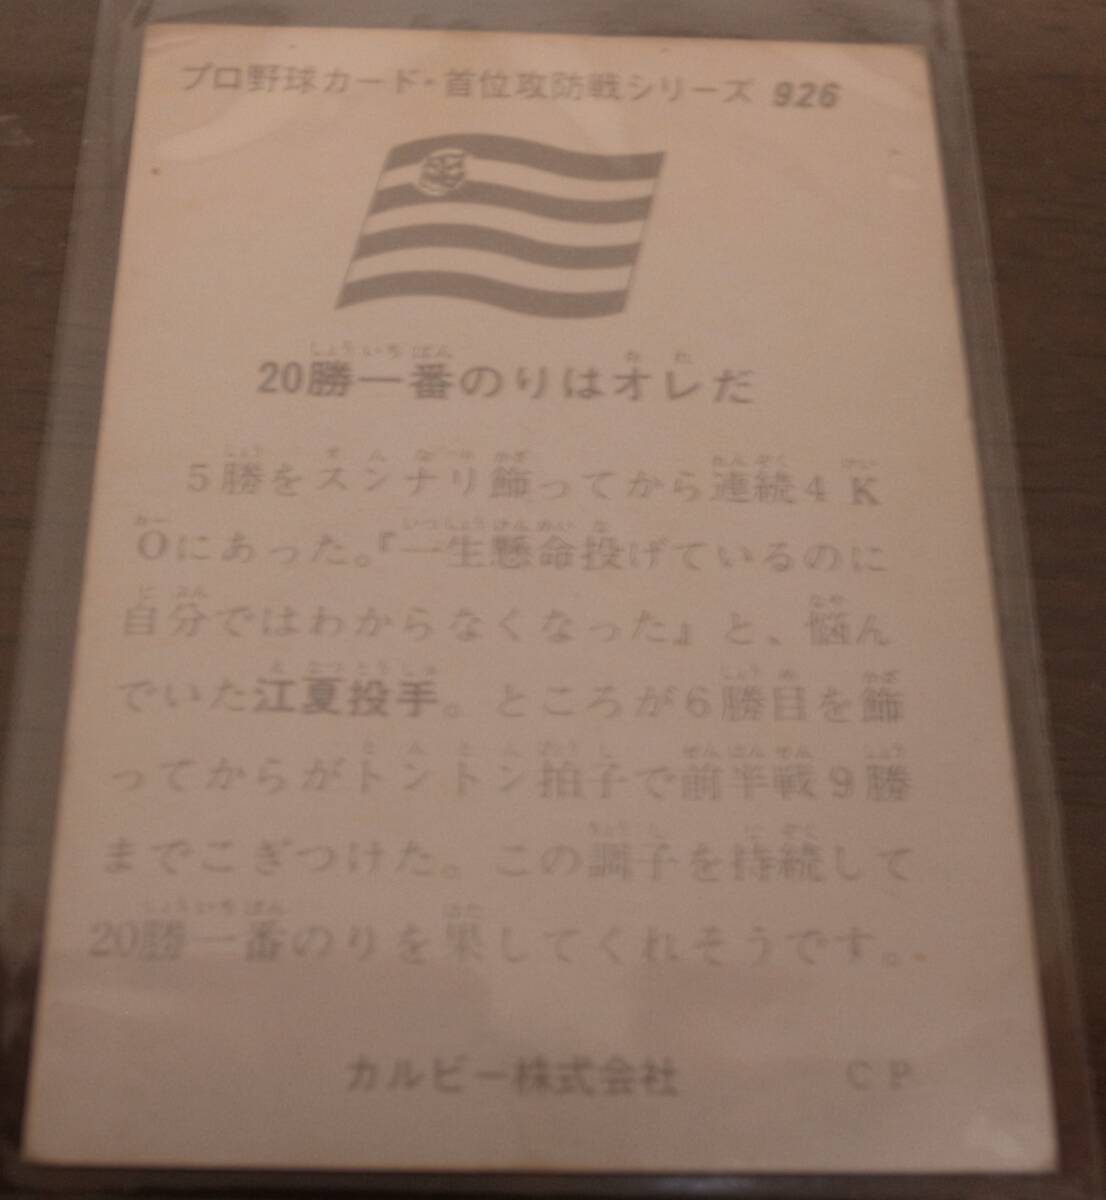 プロ野球カード・首位攻防戦シリーズ 926
20勝一番のりはオレだ
5勝をスンナリ飾ってから連続4K
Oにあった。『一生懸命投げているのに
自分ではわからなくなった』と、悩ん
でいた江夏投手。ところが6勝目を飾
ってからがトントン拍子で前半戦9勝
までこぎつけた。この調子を持続して
20勝一番のりを果してくれそうです。
カルビー株式会社 CP